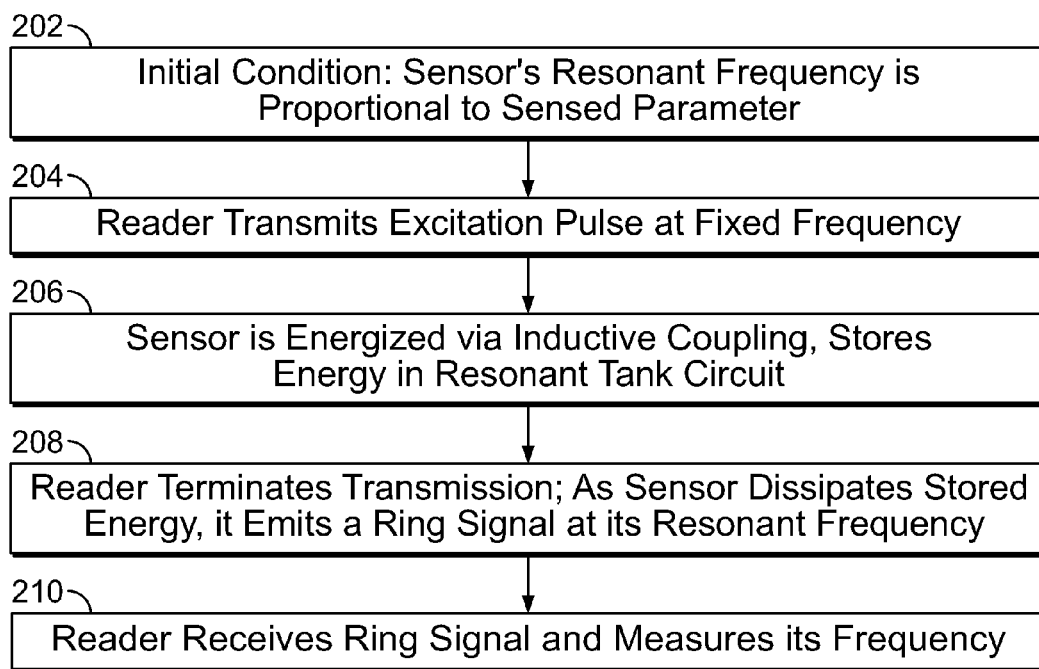 202
Initial Condition: Sensor's Resonant Frequency is
Proportional to Sensed Parameter
204
Reader Transmits Excitation Pulse at Fixed Frequency
206
Sensor is Energized via Inductive Coupling, Stores
Energy in Resonant Tank Circuit
208
Reader Terminates Transmission; As Sensor Dissipates Stored
Energy, it Emits a Ring Signal at its Resonant Frequency
210
Reader Receives Ring Signal and Measures its Frequency